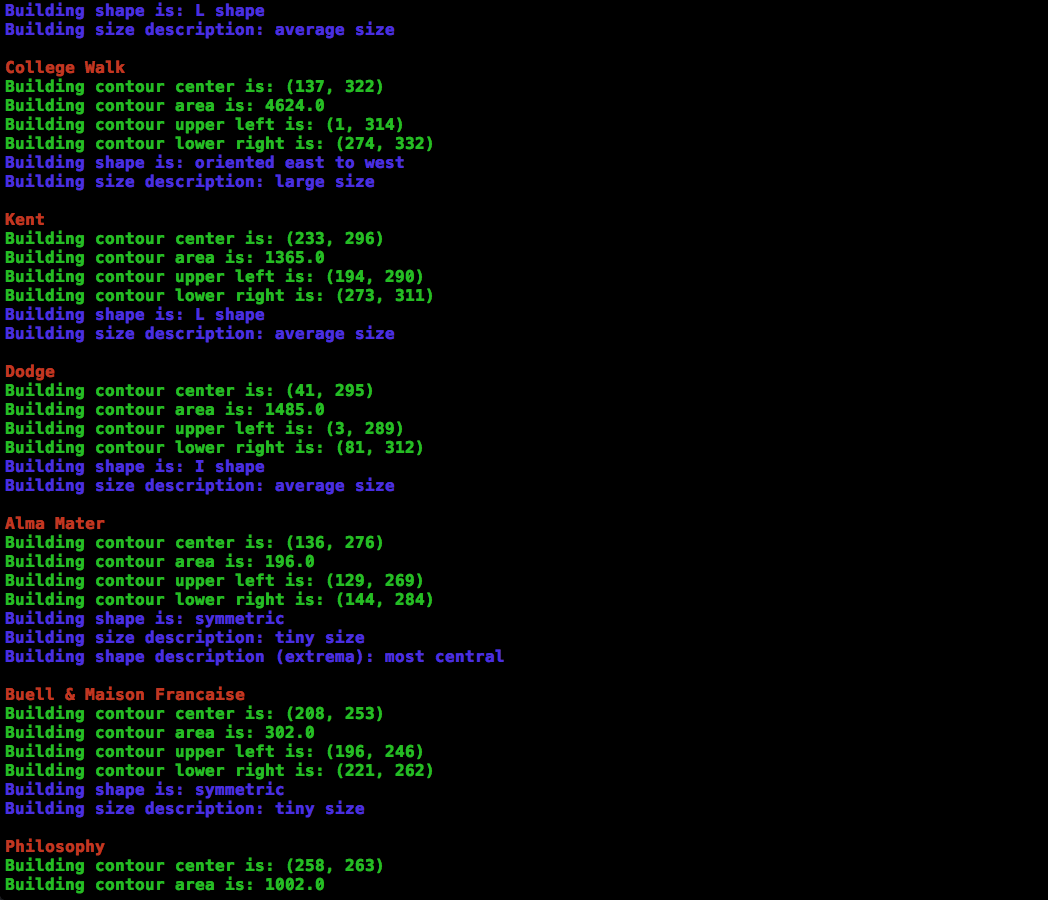 Building shape is: L shape
Building size description: average size
College Walk
Building contour center is: (137, 322)
Building contour area is: 4624.0
Building contour upper left is: (1, 314)
Building contour lower right is: (274, 332)
Building shape is: oriented east to west
Building size description: large size
Kent
Building contour center is: (233, 296)
Building contour area is: 1365.0
Building contour upper left is: (194, 290)
Building contour lower right is: (273, 311)
Building shape is: L shape
Building size description: average size
Dodge
Building contour center is: (41, 295)
Building contour area is: 1485.0
Building contour upper left is: (3, 289)
Building contour lower right is: (81, 312)
Building shape is: I shape
Building size description: average size
Alma Mater
Building contour center is: (136, 276)
Building contour area is: 196.0
Building contour upper left is: (129, 269)
Building contour lower right is: (144, 284)
Building shape is: symmetric
Building size description: tiny size
Building shape description (extrema): most central
Buell & Maison Francaise
Building contour center is: (208, 253)
Building contour area is: 302.0
Building contour upper left is: (196, 246)
Building contour lower right is: (221, 262)
Building shape is: symmetric
Building size description: tiny size
Philosophy
Building contour center is: (258, 263)
Building contour area is: 1002.0